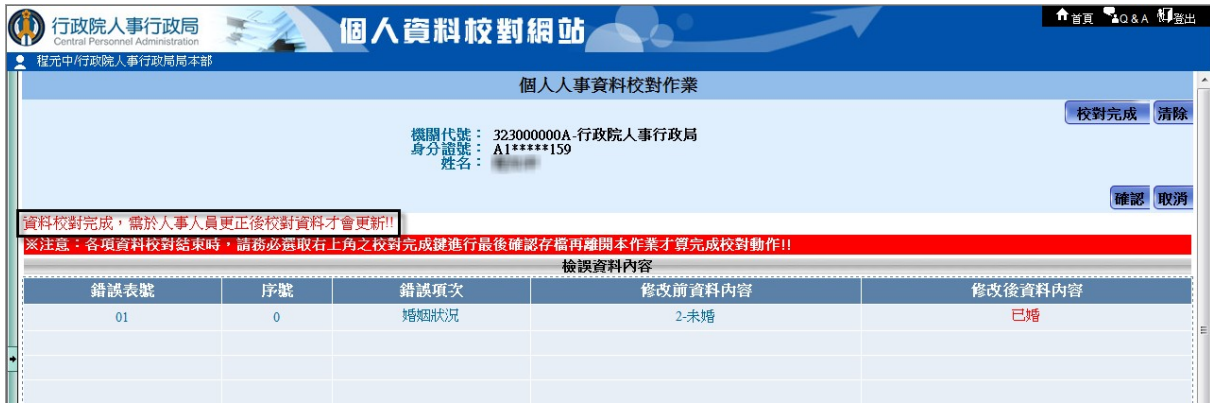 行政院人事行政局
Central Personnel Administration
個人資料校對網站
首頁 Q&A 登出
程元中/行政院人事行政局局本部
個人人事資料校對作業
校對完成 清除
機關代號： 323000000A-行政院人事行政局
身分證號： A1*****159
姓名：
確認 取消
資料校對完成，需於人事人員更正後校對資料才會更新!!
※注意：各項資料校對結束時，請務必選取右上角之校對完成鍵進行最後確認存檔再離開本作業才算完成校對動作!!
檢誤資料內容
錯誤表號 序號 錯誤項次 修改前資料內容 修改後資料內容
01 0 婚姻狀況 2-未婚 已婚